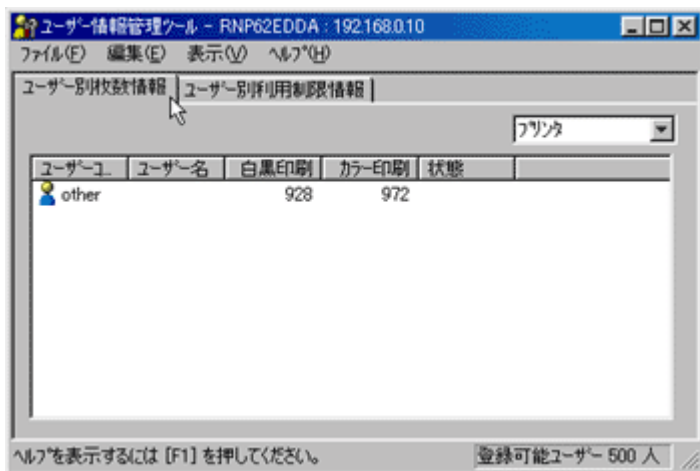 ユーザー情報管理ツール - RNP62EDDA : 192.168.0.10
ファイル(F) 編集(E) 表示(V) ヘルプ(H)
ユーザー別枚数情報 ユーザー別利用制限情報
プリンタ
ユーザーコ... ユーザー名 白黒印刷 カラー印刷 状態
other 928 972
ヘルプを表示するには [F1] を押してください。 登録可能ユーザー 500 人